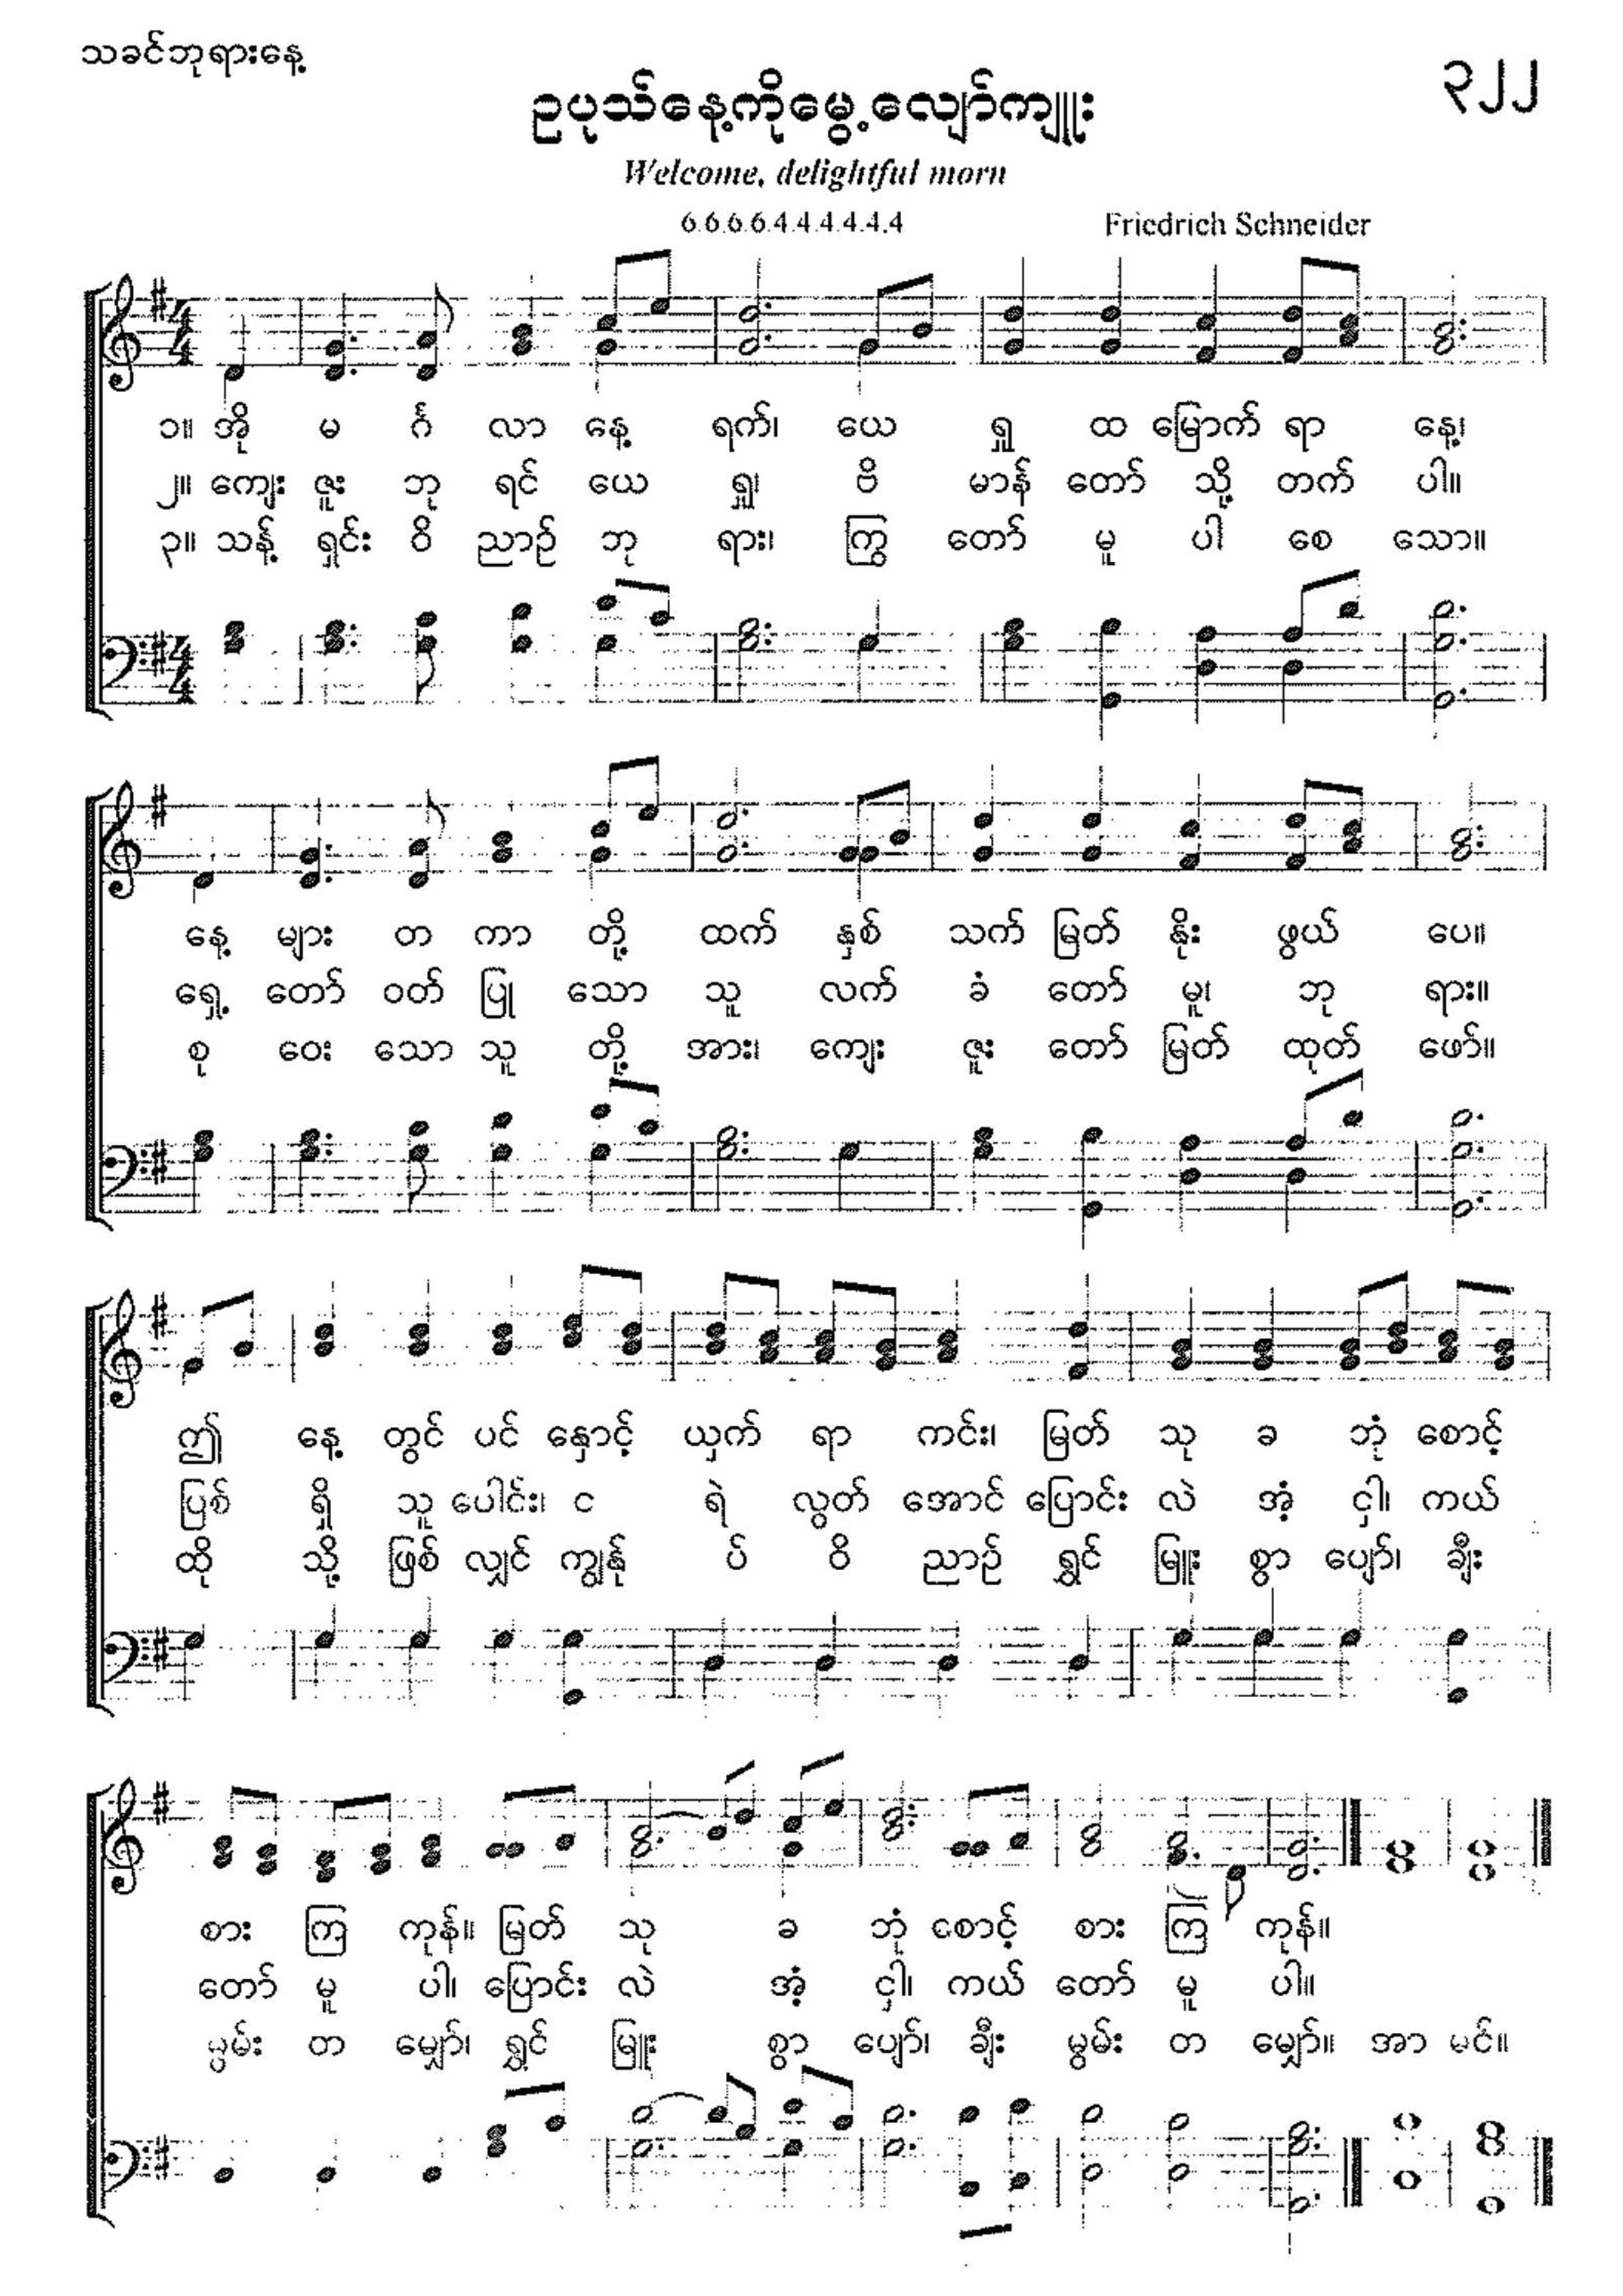 သခင်ဘုရားနေ့
၃၂၂
ဥပုသ်နေ့ကိုမွေ့လျော်ကျူး
Welcome, delightful morn
6.6.6.6.4.4.4.4.4.4 Friedrich Schneider
၁။ အို မ င်္ဂ လာ နေ့ ရက်၊ ယေ ရှူ ထ မြောက် ရာ နေ့၊
၂။ ကျေး ဇူး ဘု ရင် ယေ ရှူ၊ ဗိ မာန် တော် သို့ တက် ပါ။
၃။ သန့် ရှင်း ဝိ ညာဉ် ဘု ရား၊ ကြွ တော် မူ ပါ စေ သော။
နေ့ များ တ ကာ တို့ ထက် နှစ် သက် မြတ် နိုး ဖွယ် ပေ။
ရှေ့ တော် ဝတ် ပြု သော သူ လက် ခံ တော် မူ၊ ဘု ရား။
စု ဝေး သော သူ တို့ အား၊ ကျေး ဇူး တော် မြတ် ထုတ် ဖော်။
ဤ နေ့ တွင် ပင် နှောင့် ယှက် ရာ ကင်း၊ မြတ် သု ခ ဘုံ စောင့်
ပြစ် ရှိ သူ ပေါင်း၊ င ရဲ လွတ် အောင် ပြောင်း လဲ အံ့ ငှါ၊ ကယ်
ထို သို့ ဖြစ် လျှင် ကျွန်ုပ် ဝိ ညာဉ် ရွှင် မြူး စွာ ပျော်၊ ချီး
စား ကြ ကုန်။ မြတ် သု ခ ဘုံ စောင့် စား ကြ ကုန်။
တော် မူ ပါ၊ ပြောင်း လဲ အံ့ ငှါ၊ ကယ် တော် မူ ပါ။
မွမ်း တ မျှော်၊ ရွှင် မြူး စွာ ပျော်၊ ချီး မွမ်း တ မျှော်။ အာ မင်။